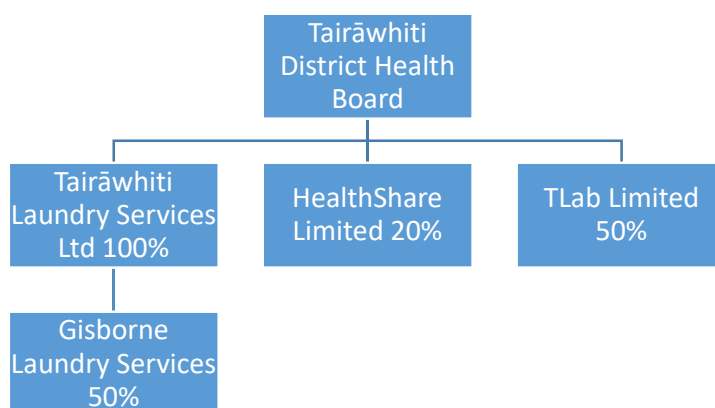 Tairāwhiti
District Health
Board
Tairāwhiti
Laundry Services
Ltd 100%
HealthShare
Limited 20%
TLab Limited
50%
Gisborne
Laundry Services
50%